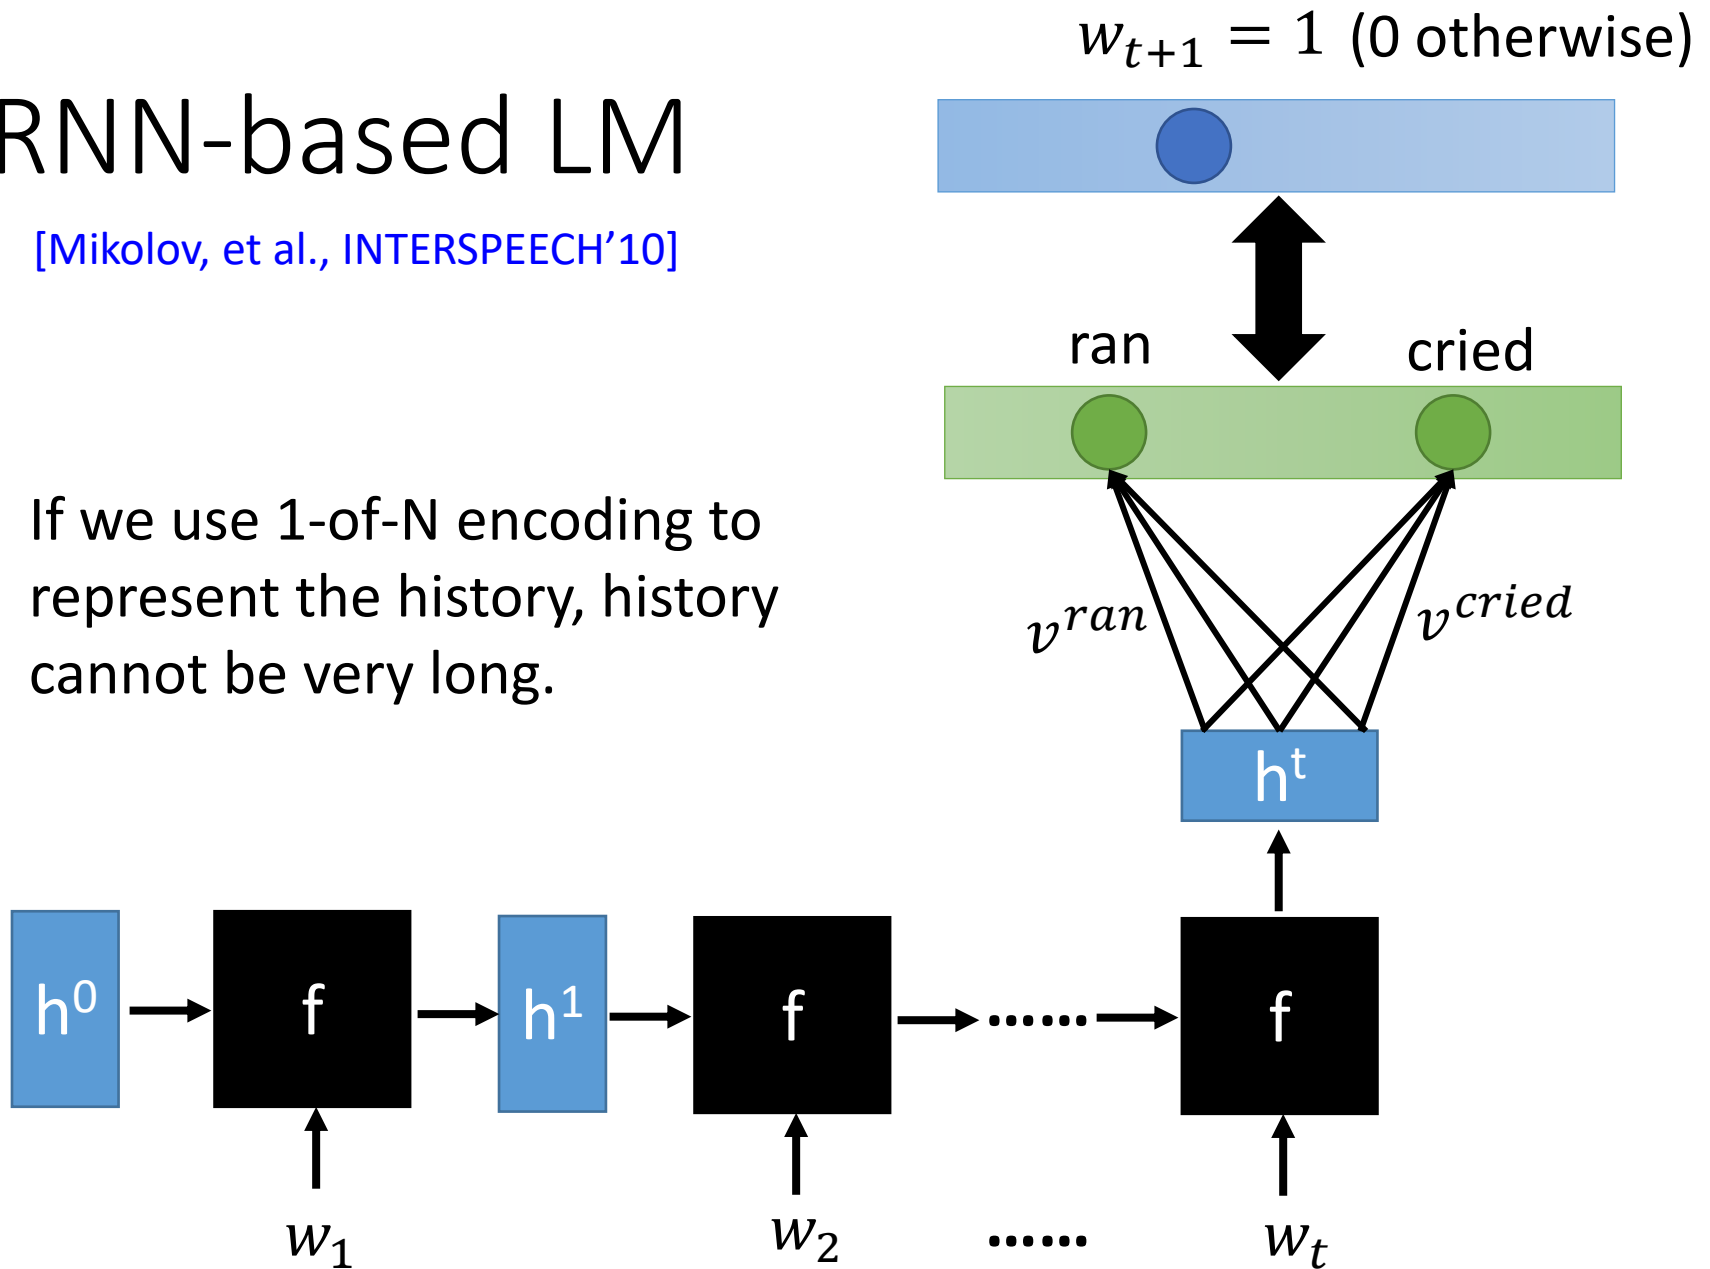 RNN-based LM
[Mikolov, et al., INTERSPEECH’10]
w_{t+1} = 1 (0 otherwise)
ran cried
If we use 1-of-N encoding to
represent the history, history
cannot be very long.
v^{ran} v^{cried}
h^t
h^0 f h^1 f …… f
w_1 w_2 …… w_t